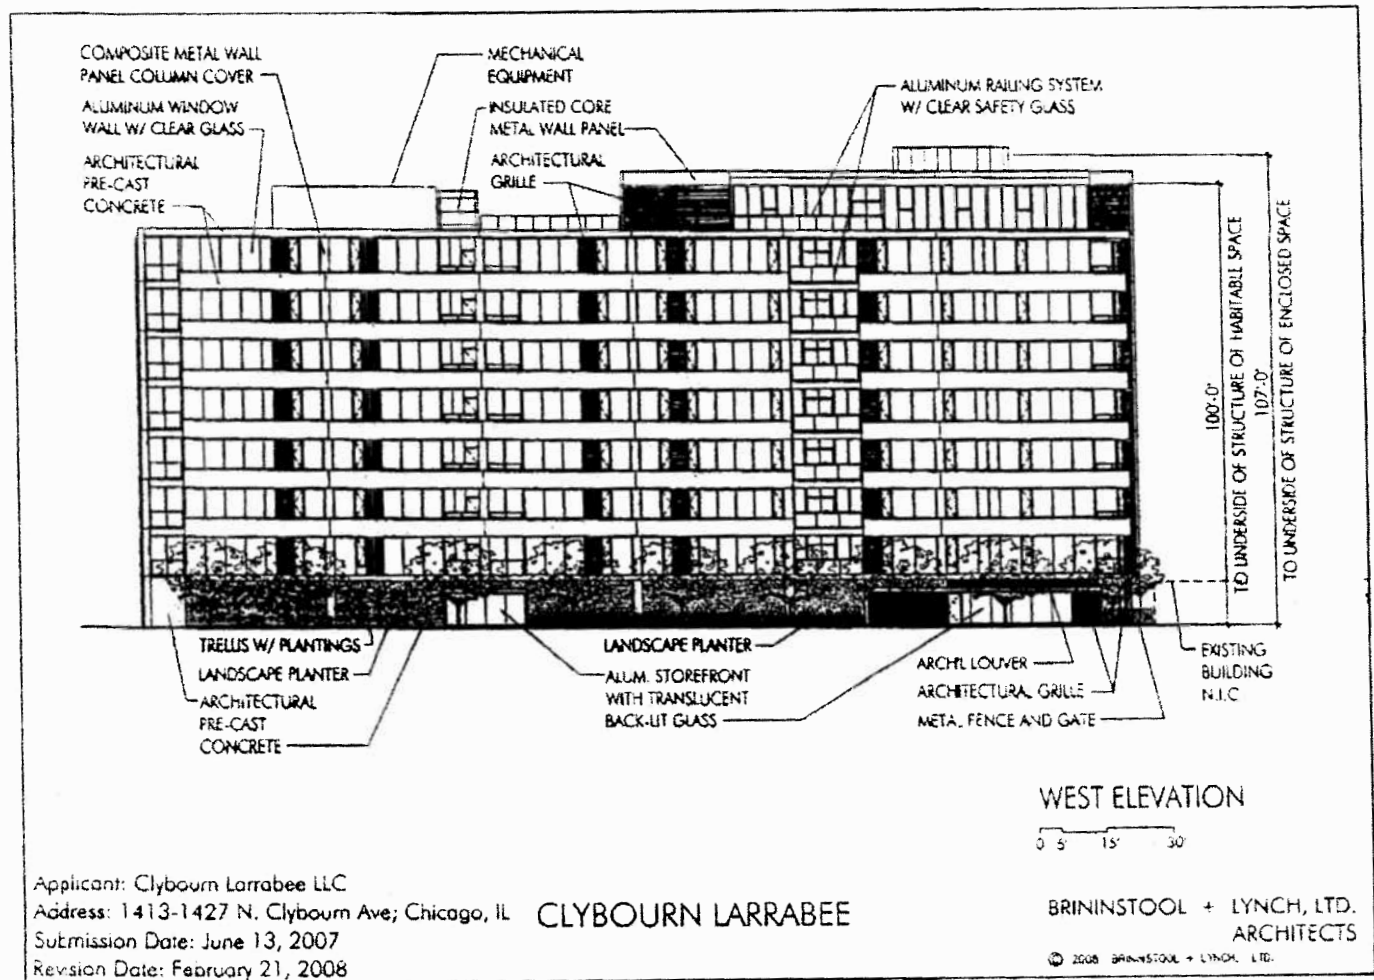 COMPOSITE METAL WALL
PANEL COLUMN COVER
ALUMINUM WINDOW
WALL W/ CLEAR GLASS
ARCHITECTURAL
PRE-CAST
CONCRETE
MECHANICAL
EQUIPMENT
INSULATED CORE
METAL WALL PANEL
ARCHITECTURAL
GRILLE
ALUMINUM RAILING SYSTEM
W/ CLEAR SAFETY GLASS
100'-0"
TO UNDERSIDE OF STRUCTURE OF HABITABLE SPACE
107'-0"
TO UNDERSIDE OF STRUCTURE OF ENCLOSED SPACE
TRELLIS W/ PLANTINGS
LANDSCAPE PLANTER
ARCHITECTURAL
PRE-CAST
CONCRETE
LANDSCAPE PLANTER
ALUM. STOREFRONT
WITH TRANSLUCENT
BACK-LIT GLASS
ARCH'L LOUVER
ARCHITECTURAL GRILLE
METAL FENCE AND GATE
EXISTING
BUILDING
N.I.C
WEST ELEVATION
0 5' 15' 30'
Applicant: Clybourn Larrabee LLC
Address: 1413-1427 N. Clybourn Ave; Chicago, IL
Submission Date: June 13, 2007
Revision Date: February 21, 2008
CLYBOURN LARRABEE
BRININSTOOL + LYNCH, LTD.
ARCHITECTS
© 2008 BRININSTOOL + LYNCH, LTD.